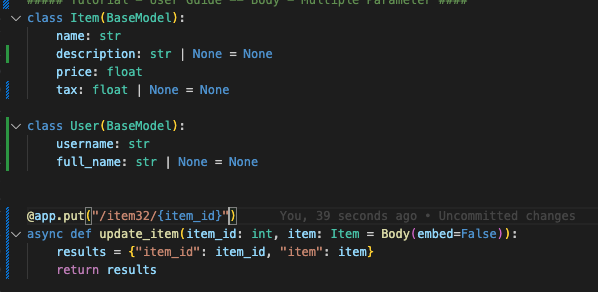 ##### Tutorial - User Guide -- Body - Multiple Parameter ####
class Item(BaseModel):
    name: str
    description: str | None = None
    price: float
    tax: float | None = None
class User(BaseModel):
    username: str
    full_name: str | None = None
@app.put("/item32/{item_id}")    You, 39 seconds ago • Uncommitted changes
async def update_item(item_id: int, item: Item = Body(embed=False)):
    results = {"item_id": item_id, "item": item}
    return results